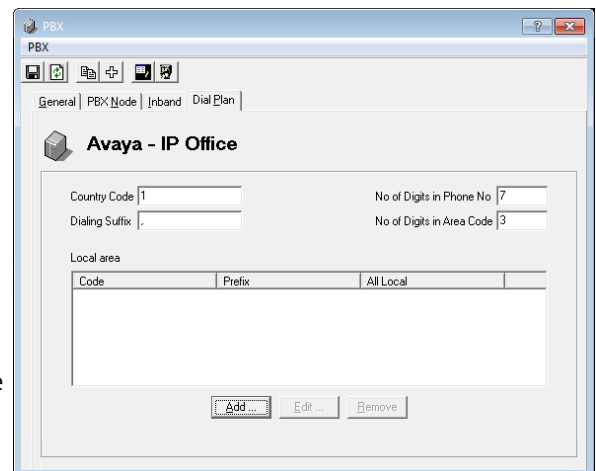 PBX
PBX
General PBX Node Inband Dial Plan
Avaya - IP Office
Country Code 1 No of Digits in Phone No 7
Dialing Suffix , No of Digits in Area Code 3
Local area
Code Prefix All Local
e
Add ... Edit ... Remove